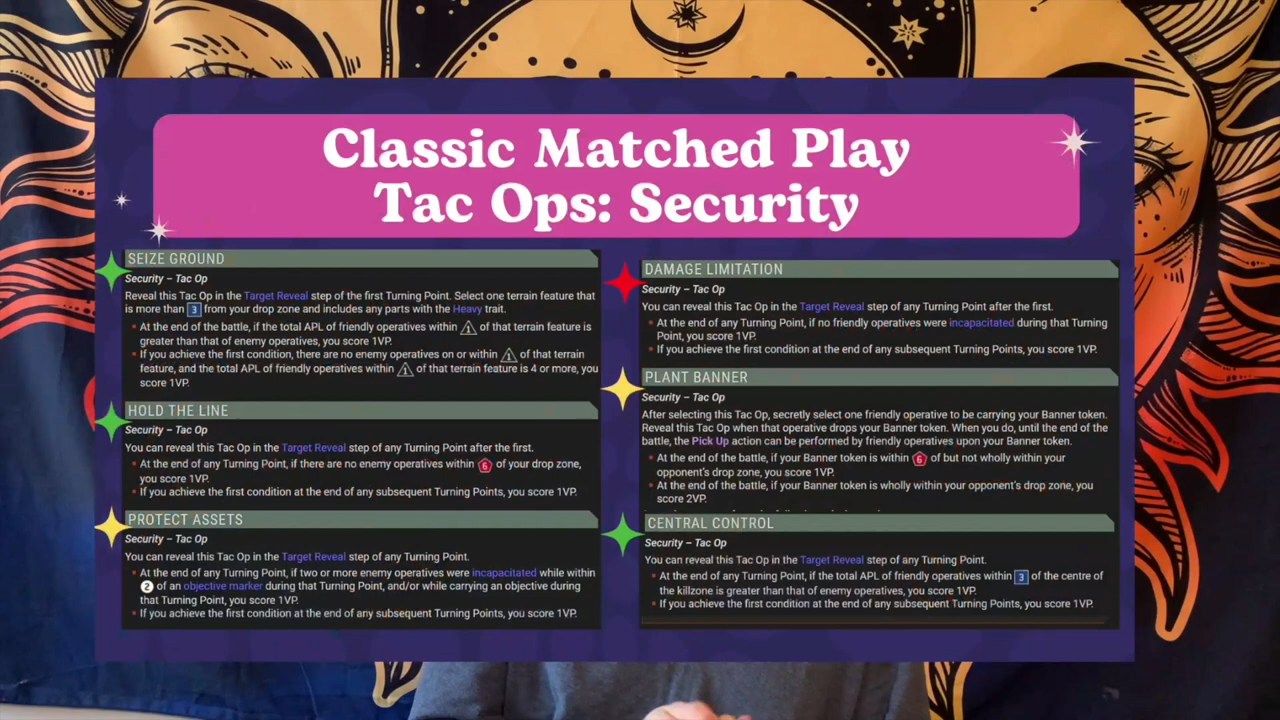 Classic Matched Play
Tac Ops: Security
SEIZE GROUND
Security – Tac Op
Reveal this Tac Op in the Target Reveal step of the first Turning Point. Select one terrain feature that
is more than 3 from your drop zone and includes any parts with the Heavy trait.
At the end of the battle, if the total APL of friendly operatives within 1 of that terrain feature is
greater than that of enemy operatives, you score 1VP.
If you achieve the first condition, there are no enemy operatives on or within 1 of that terrain
feature, and the total APL of friendly operatives within 1 of that terrain feature is 4 or more, you
score 1VP.
HOLD THE LINE
Security – Tac Op
You can reveal this Tac Op in the Target Reveal step of any Turning Point after the first.
At the end of any Turning Point, if there are no enemy operatives within 6 of your drop zone,
you score 1VP.
If you achieve the first condition at the end of any subsequent Turning Points, you score 1VP.
PROTECT ASSETS
Security – Tac Op
You can reveal this Tac Op in the Target Reveal step of any Turning Point.
At the end of any Turning Point, if two or more enemy operatives were incapacitated while within
2 of an objective marker during that Turning Point, and/or while carrying an objective during
that Turning Point, you score 1VP.
If you achieve the first condition at the end of any subsequent Turning Points, you score 1VP.
DAMAGE LIMITATION
Security – Tac Op
You can reveal this Tac Op in the Target Reveal step of any Turning Point after the first.
At the end of any Turning Point, if no friendly operatives were incapacitated during that Turning
Point, you score 1VP.
If you achieve the first condition at the end of any subsequent Turning Points, you score 1VP.
PLANT BANNER
Security – Tac Op
After selecting this Tac Op, secretly select one friendly operative to be carrying your Banner token.
Reveal this Tac Op when that operative drops your Banner token. When you do, until the end of the
battle, the Pick Up action can be performed by friendly operatives upon your Banner token.
At the end of the battle, if your Banner token is within 6 of but not wholly within your
opponent's drop zone, you score 1VP.
At the end of the battle, if your Banner token is wholly within your opponent's drop zone, you
score 2VP.
CENTRAL CONTROL
Security – Tac Op
You can reveal this Tac Op in the Target Reveal step of any Turning Point.
At the end of any Turning Point, if the total APL of friendly operatives within 3 of the centre of
the killzone is greater than that of enemy operatives, you score 1VP.
If you achieve the first condition at the end of any subsequent Turning Points, you score 1VP.